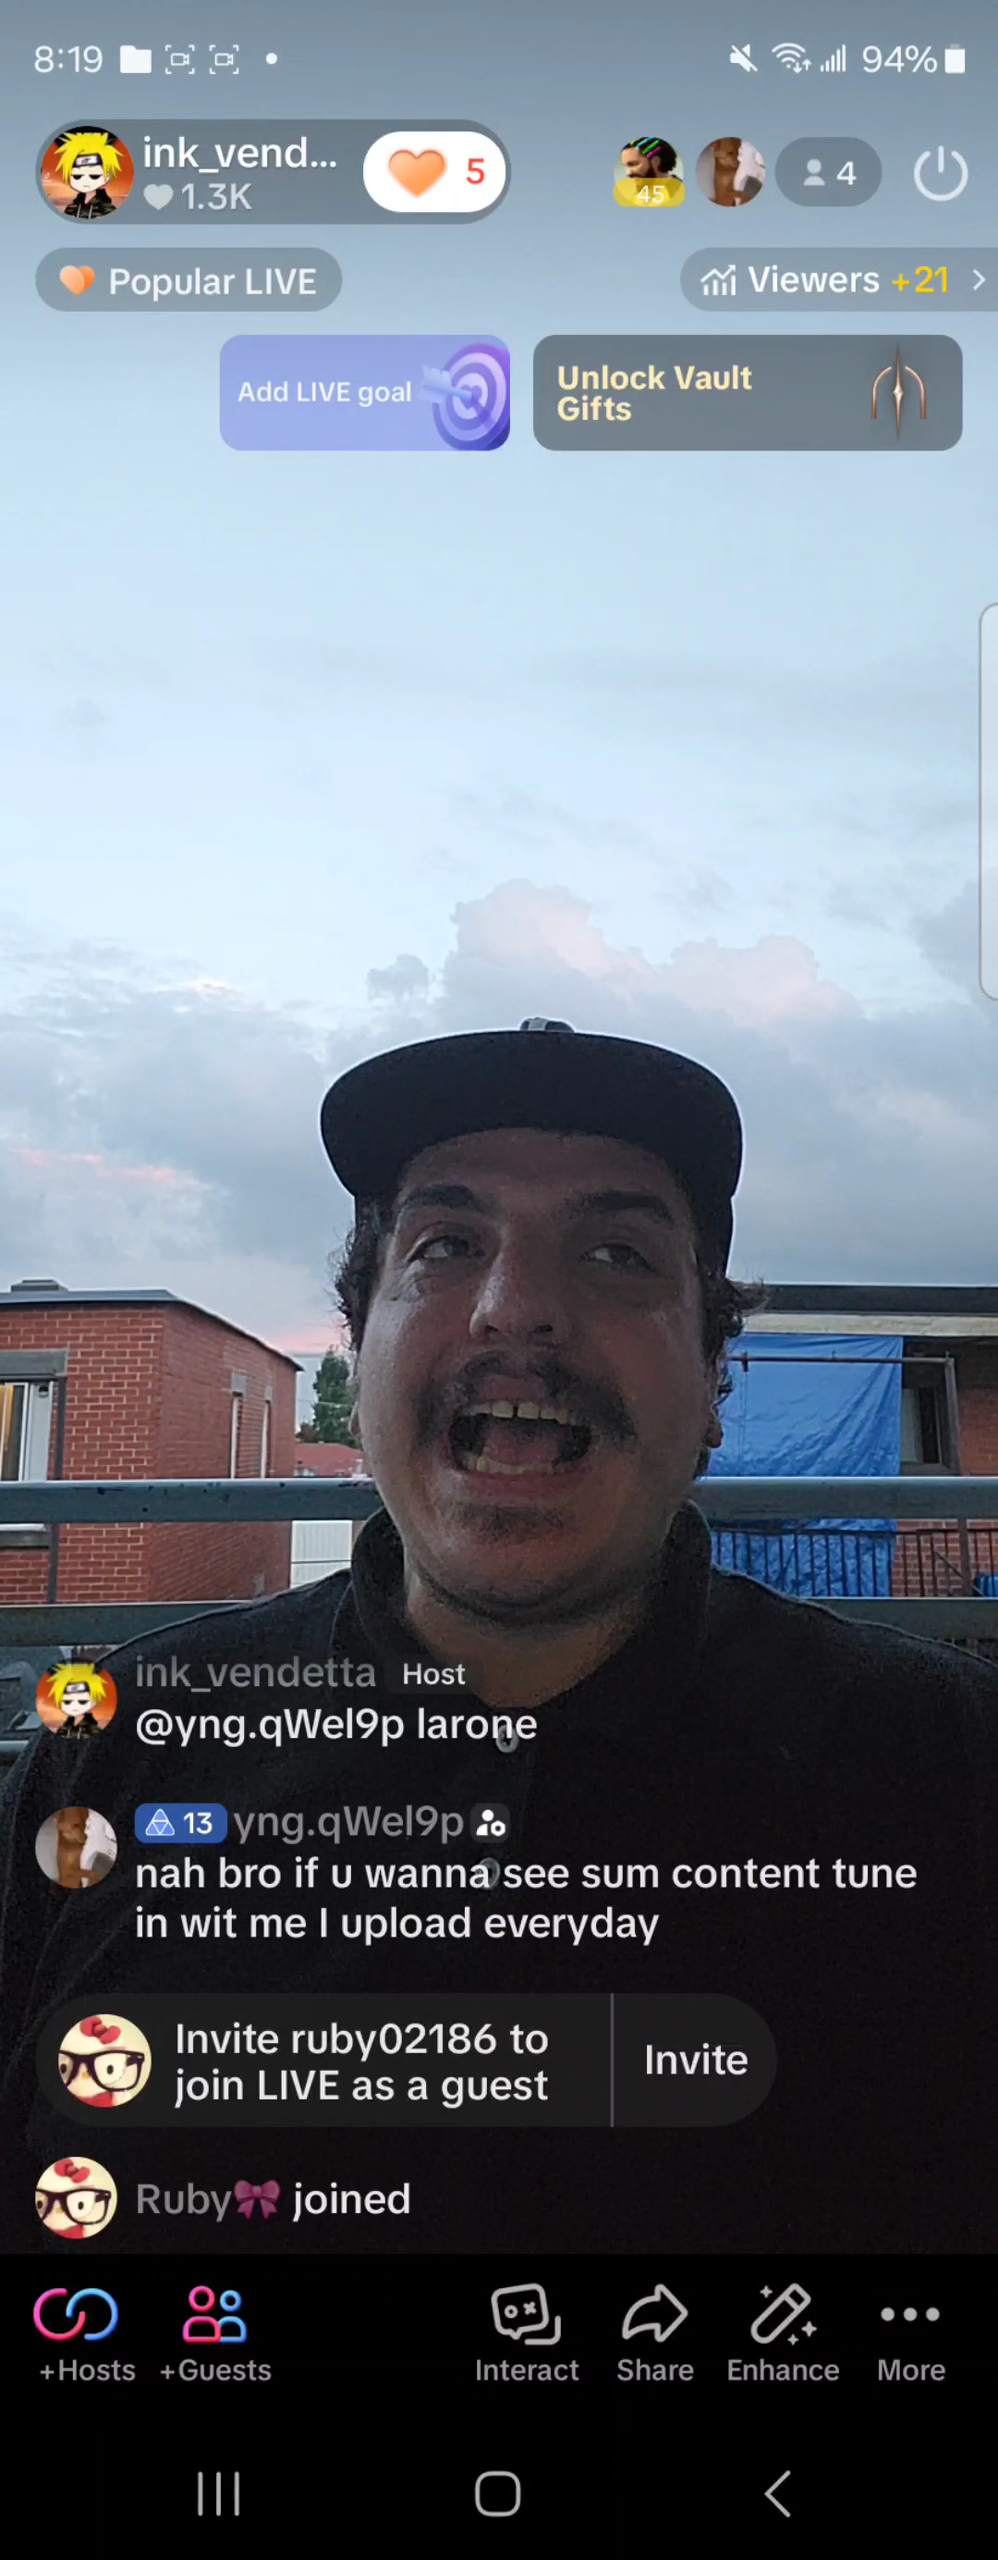 8:19 94%
ink_vend... 5
1.3K
45
4
Popular LIVE
Viewers +21
Add LIVE goal
Unlock Vault
Gifts
ink_vendetta Host
@yng.qWel9p larone
13 yng.qWel9p
nah bro if u wanna see sum content tune
in wit me I upload everyday
Invite ruby02186 to
join LIVE as a guest
Invite
Ruby🎀 joined
+Hosts +Guests Interact Share Enhance More